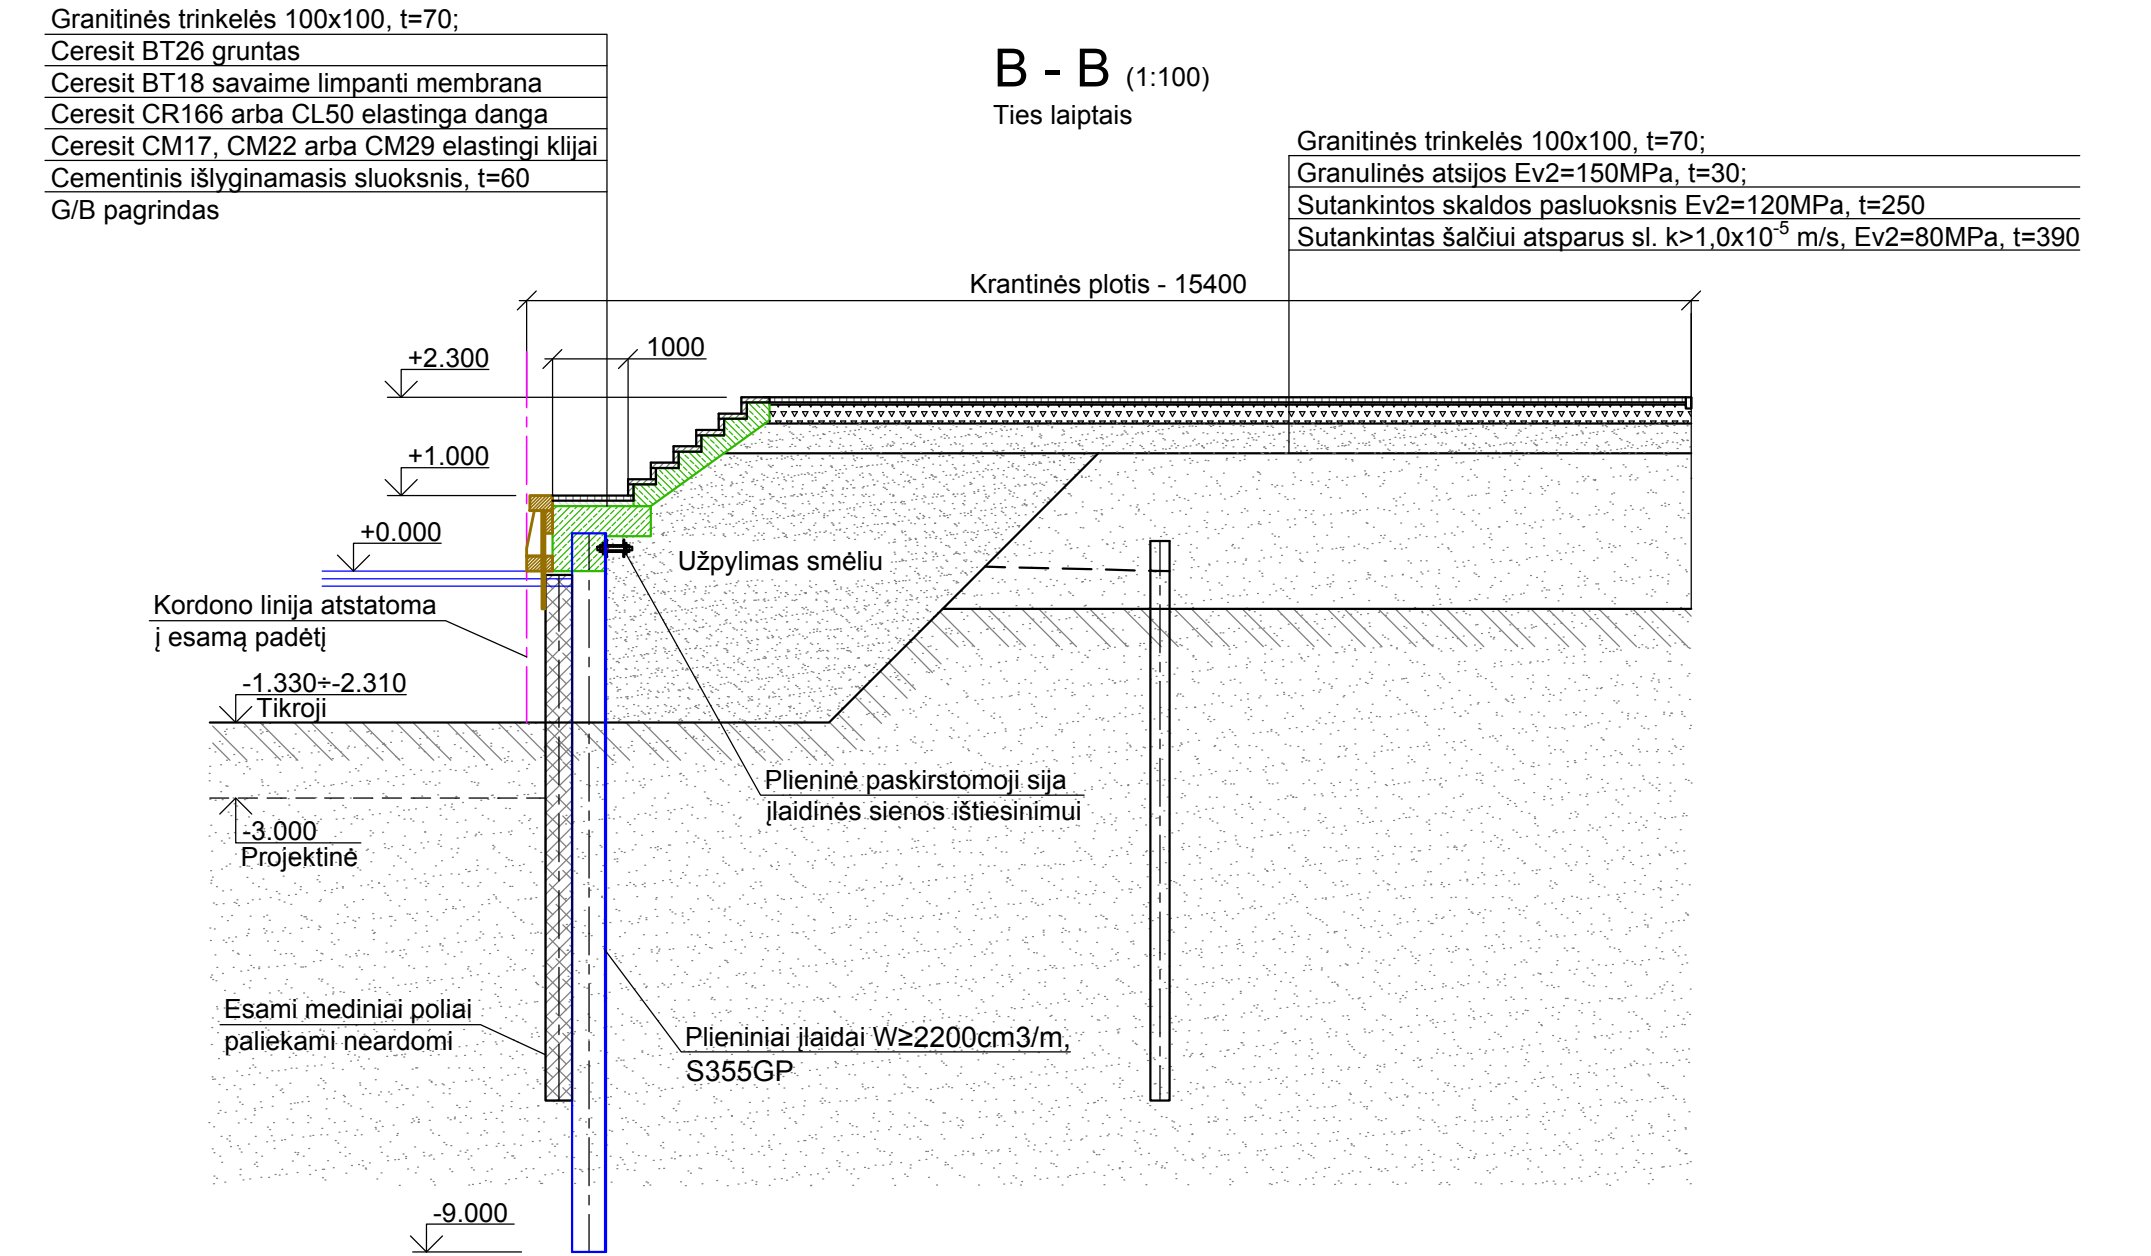 Granitinės trinkelės 100x100, t=70;
Ceresit BT26 gruntas
Ceresit BT18 savaime limpanti membrana
Ceresit CR166 arba CL50 elastinga danga
Ceresit CM17, CM22 arba CM29 elastingi klijai
Cementinis išlyginamasis sluoksnis, t=60
G/B pagrindas
B - B (1:100)
Ties laiptais
Granitinės trinkelės 100x100, t=70;
Granulinės atsijos Ev2=150MPa, t=30;
Sutankintos skaldos pasluoksnis Ev2=120MPa, t=250
Sutankintas šalčiui atsparus sl. k>1,0x10⁻⁵ m/s, Ev2=80MPa, t=390
Krantinės plotis - 15400
1000
+2.300
+1.000
+0.000
Užpylimas smėliu
Kordono linija atstatoma
į esamą padėtį
-1.330÷-2.310
Tikroji
Plieninė paskirstomoji sija
įlaidinės sienos ištiesinimui
-3.000
Projektinė
Esami mediniai poliai
paliekami neardomi
Plieniniai įlaidai W≥2200cm3/m,
S355GP
-9.000